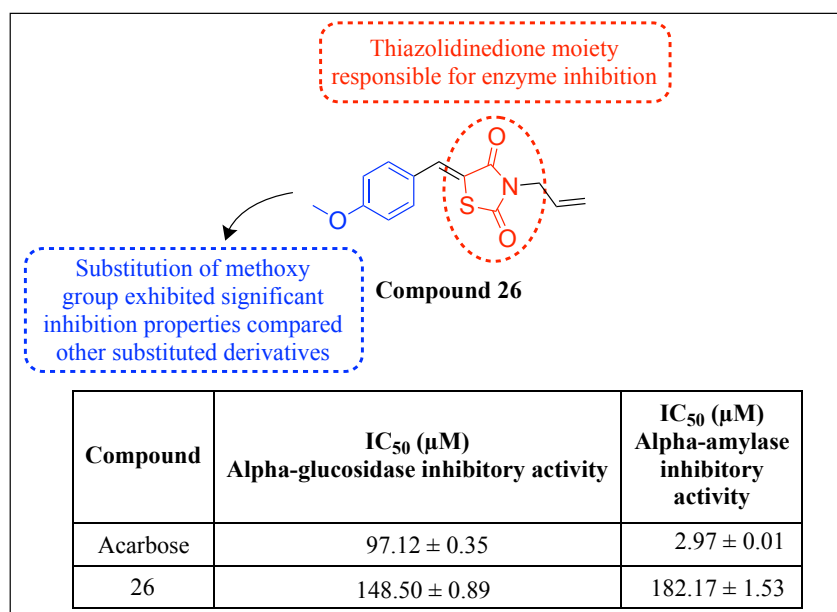 Thiazolidinedione moiety
responsible for enzyme inhibition
O
N
S
O
O
Substitution of methoxy
group exhibited significant
inhibition properties compared
other substituted derivatives
Compound 26
Compound
IC50 (µM)
Alpha-glucosidase inhibitory activity
IC50 (µM)
Alpha-amylase
inhibitory
activity
Acarbose
97.12 ± 0.35
2.97 ± 0.01
26
148.50 ± 0.89
182.17 ± 1.53